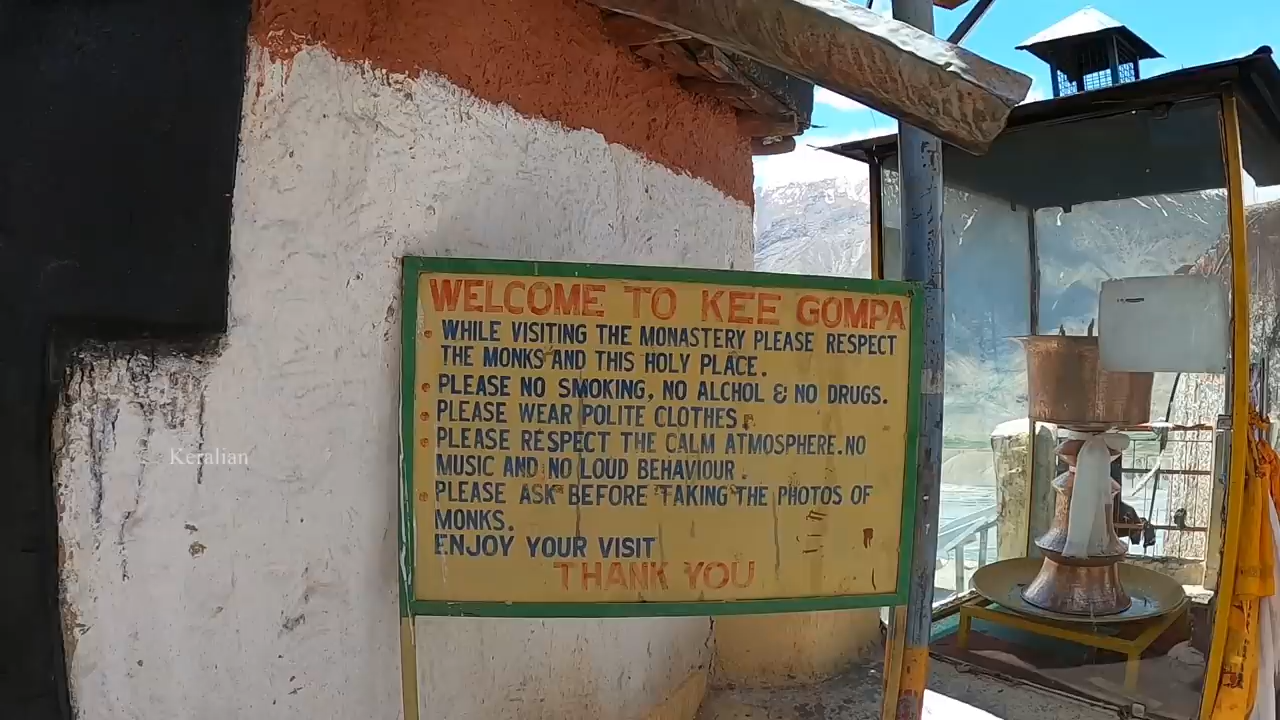 WELCOME TO KEE GOMPA
WHILE VISITING THE MONASTERY PLEASE RESPECT
THE MONKS AND THIS HOLY PLACE.
PLEASE NO SMOKING, NO ALCHOL & NO DRUGS.
PLEASE WEAR POLITE CLOTHES.
PLEASE RESPECT THE CALM ATMOSPHERE.NO
MUSIC AND NO LOUD BEHAVIOUR.
PLEASE ASK BEFORE TAKING THE PHOTOS OF
MONKS.
ENJOY YOUR VISIT
THANK YOU
Keralian